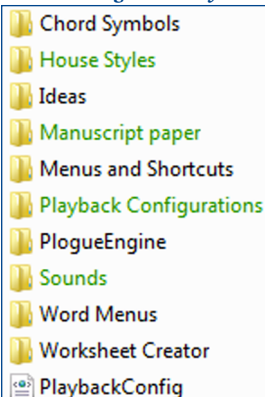 Chord Symbols
House Styles
Ideas
Manuscript paper
Menus and Shortcuts
Playback Configurations
PlogueEngine
Sounds
Word Menus
Worksheet Creator
PlaybackConfig